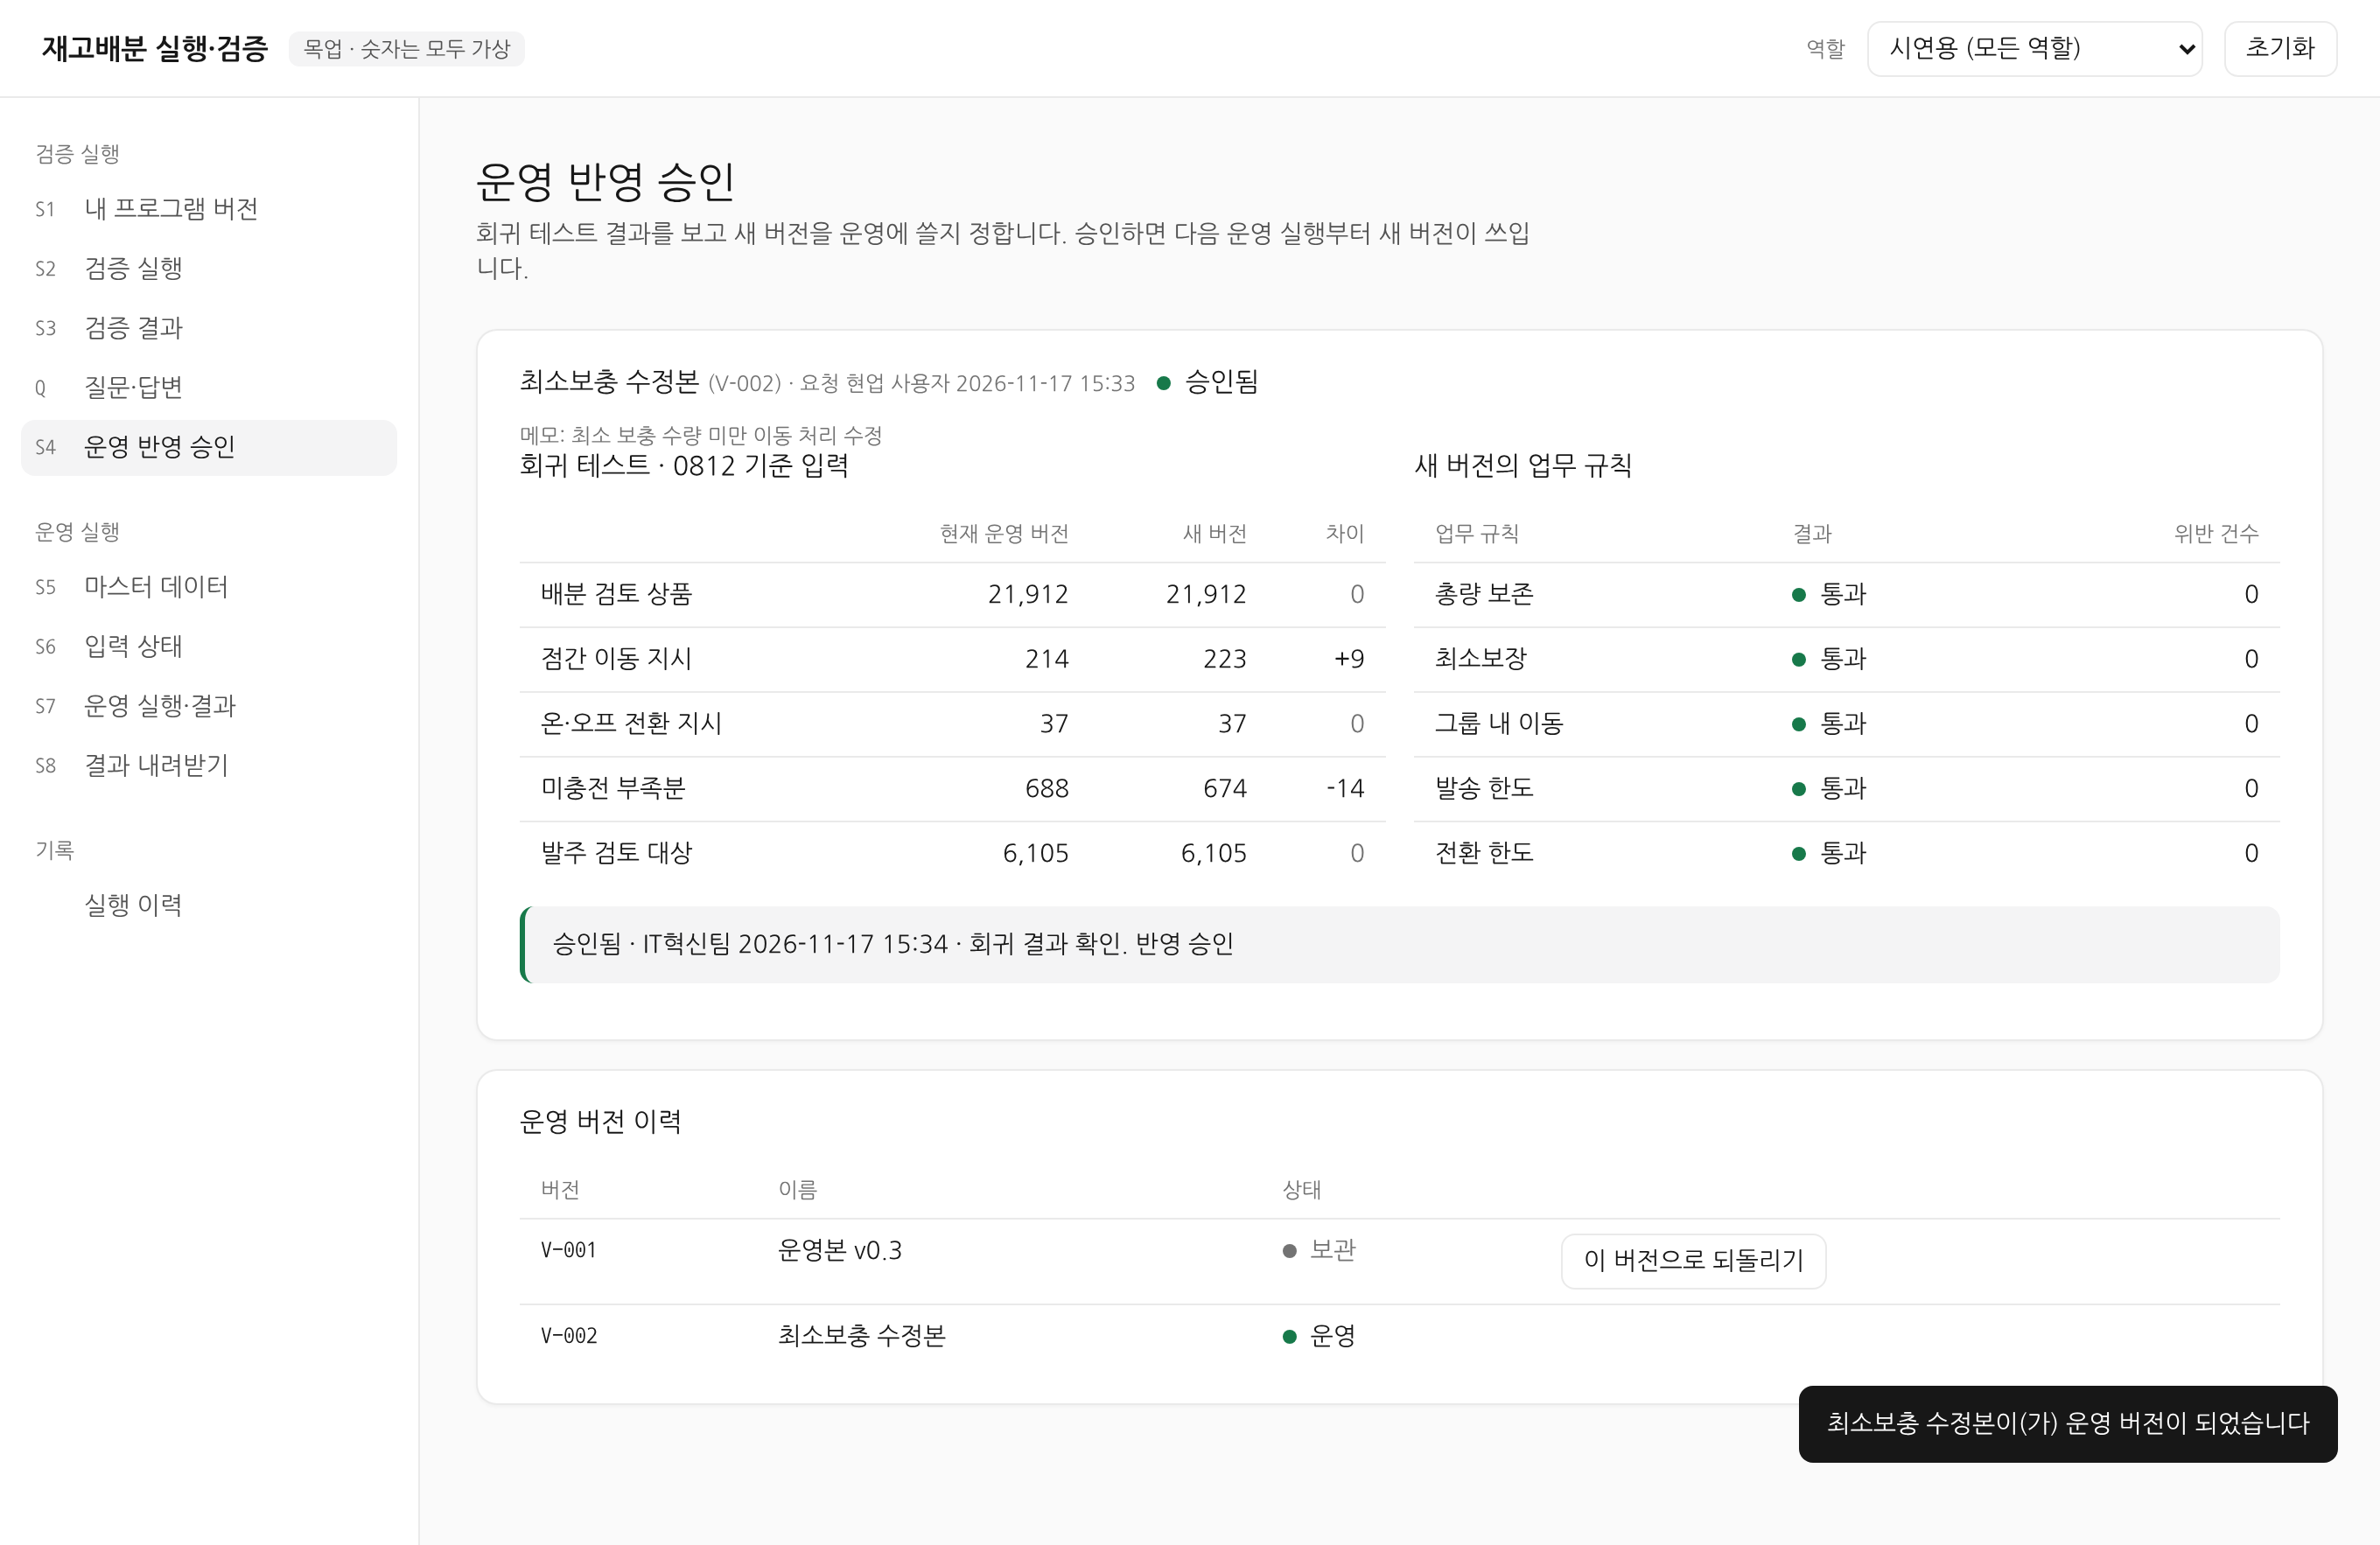 재고배분 실행·검증 목업 · 숫자는 모두 가상 역할 시연용 (모든 역할) 초기화
검증 실행
S1 내 프로그램 버전
S2 검증 실행
S3 검증 결과
Q 질문·답변
S4 운영 반영 승인
운영 실행
S5 마스터 데이터
S6 입력 상태
S7 운영 실행·결과
S8 결과 내려받기
기록
실행 이력
운영 반영 승인
회귀 테스트 결과를 보고 새 버전을 운영에 쓸지 정합니다. 승인하면 다음 운영 실행부터 새 버전이 쓰입
니다.
최소보충 수정본 (V-002) · 요청 현업 사용자 2026-11-17 15:33 승인됨
메모: 최소 보충 수량 미만 이동 처리 수정
회귀 테스트 · 0812 기준 입력
현재 운영 버전 새 버전 차이
배분 검토 상품 21,912 21,912 0
점간 이동 지시 214 223 +9
온·오프 전환 지시 37 37 0
미충전 부족분 688 674 -14
발주 검토 대상 6,105 6,105 0
새 버전의 업무 규칙
업무 규칙 결과 위반 건수
총량 보존 통과 0
최소보장 통과 0
그룹 내 이동 통과 0
발송 한도 통과 0
전환 한도 통과 0
승인됨 · IT혁신팀 2026-11-17 15:34 · 회귀 결과 확인. 반영 승인
운영 버전 이력
버전 이름 상태
V-001 운영본 v0.3 보관 이 버전으로 되돌리기
V-002 최소보충 수정본 운영
최소보충 수정본이(가) 운영 버전이 되었습니다